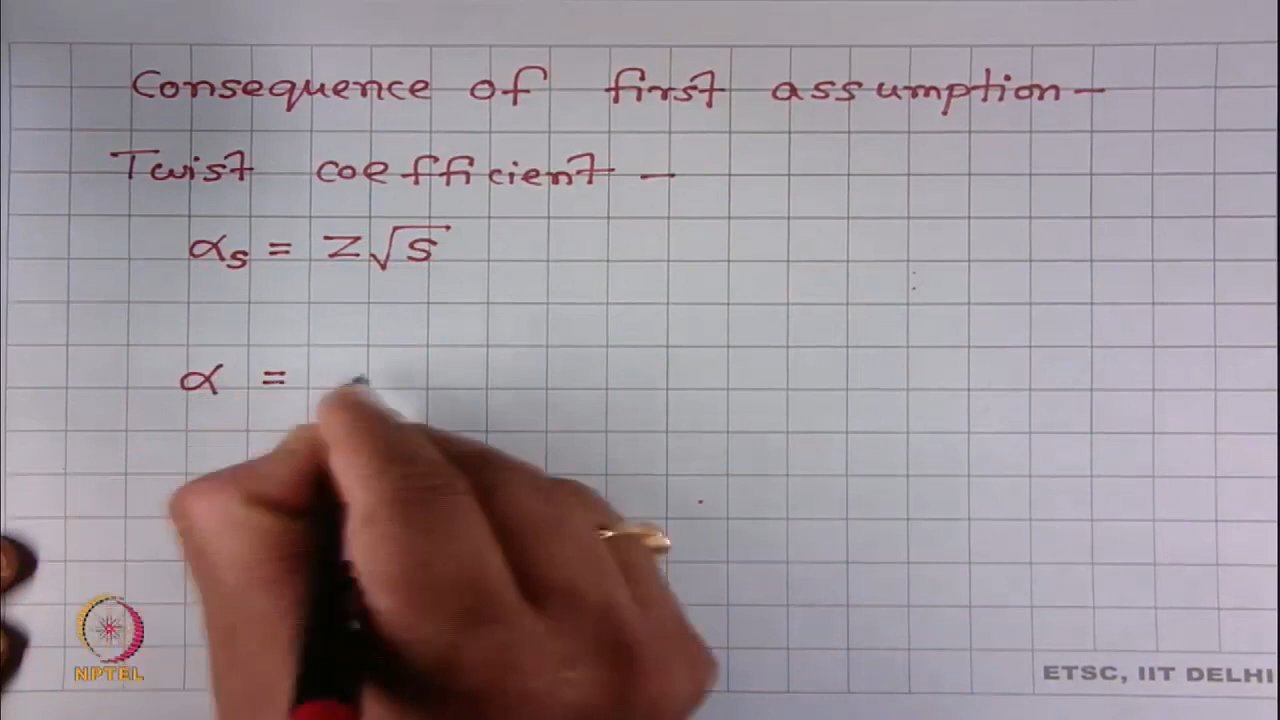 Consequence of first assumption-
Twist coefficient -
αs = Z√s
α =
NPTEL
ETSC, IIT DELHI